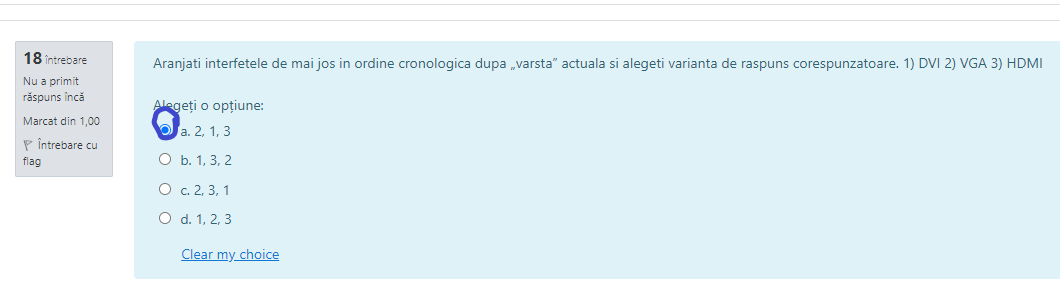 18 întrebare
Nu a primit
răspuns încă
Marcat din 1,00
Întrebare cu
flag
Aranjati interfetele de mai jos in ordine cronologica dupa „varsta” actuala si alegeti varianta de raspuns corespunzatoare. 1) DVI 2) VGA 3) HDMI
Alegeți o opțiune:
a. 2, 1, 3
b. 1, 3, 2
c. 2, 3, 1
d. 1, 2, 3
Clear my choice